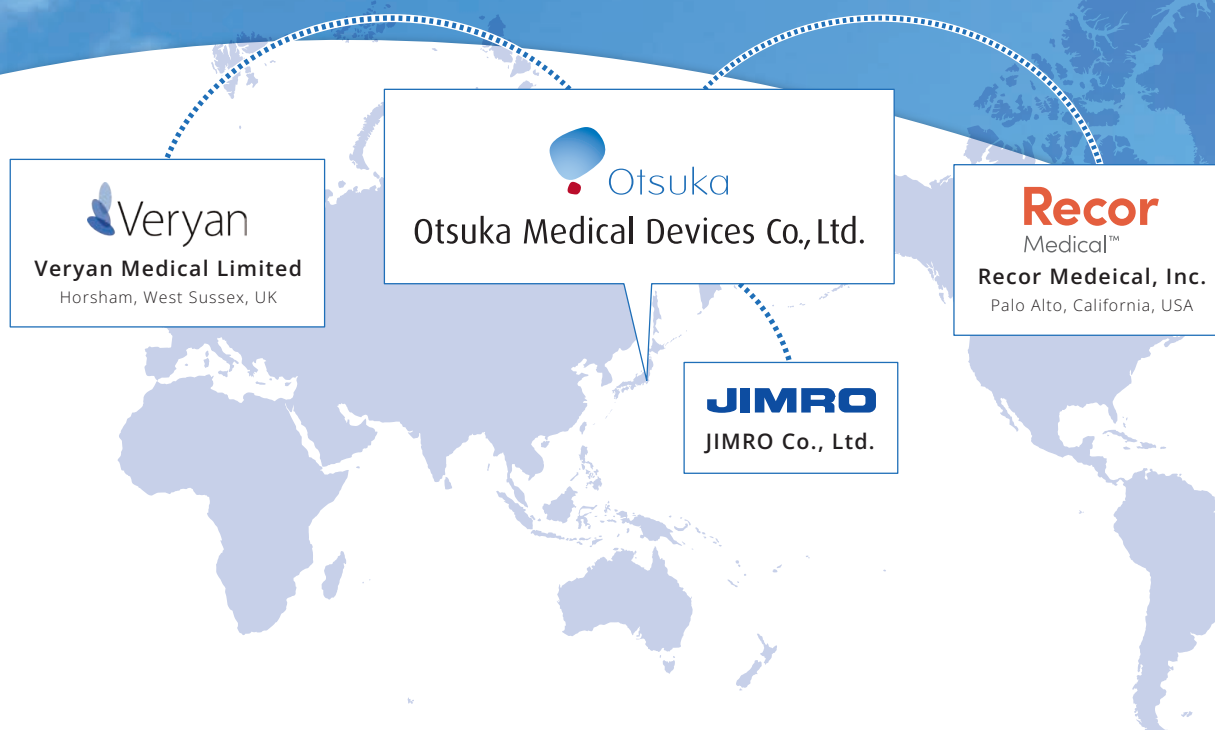 Otsuka
Otsuka Medical Devices Co., Ltd.
Veryan
Veryan Medical Limited
Horsham, West Sussex, UK
Recor
Medical™
Recor Medeical, Inc.
Palo Alto, California, USA
JIMRO
JIMRO Co., Ltd.